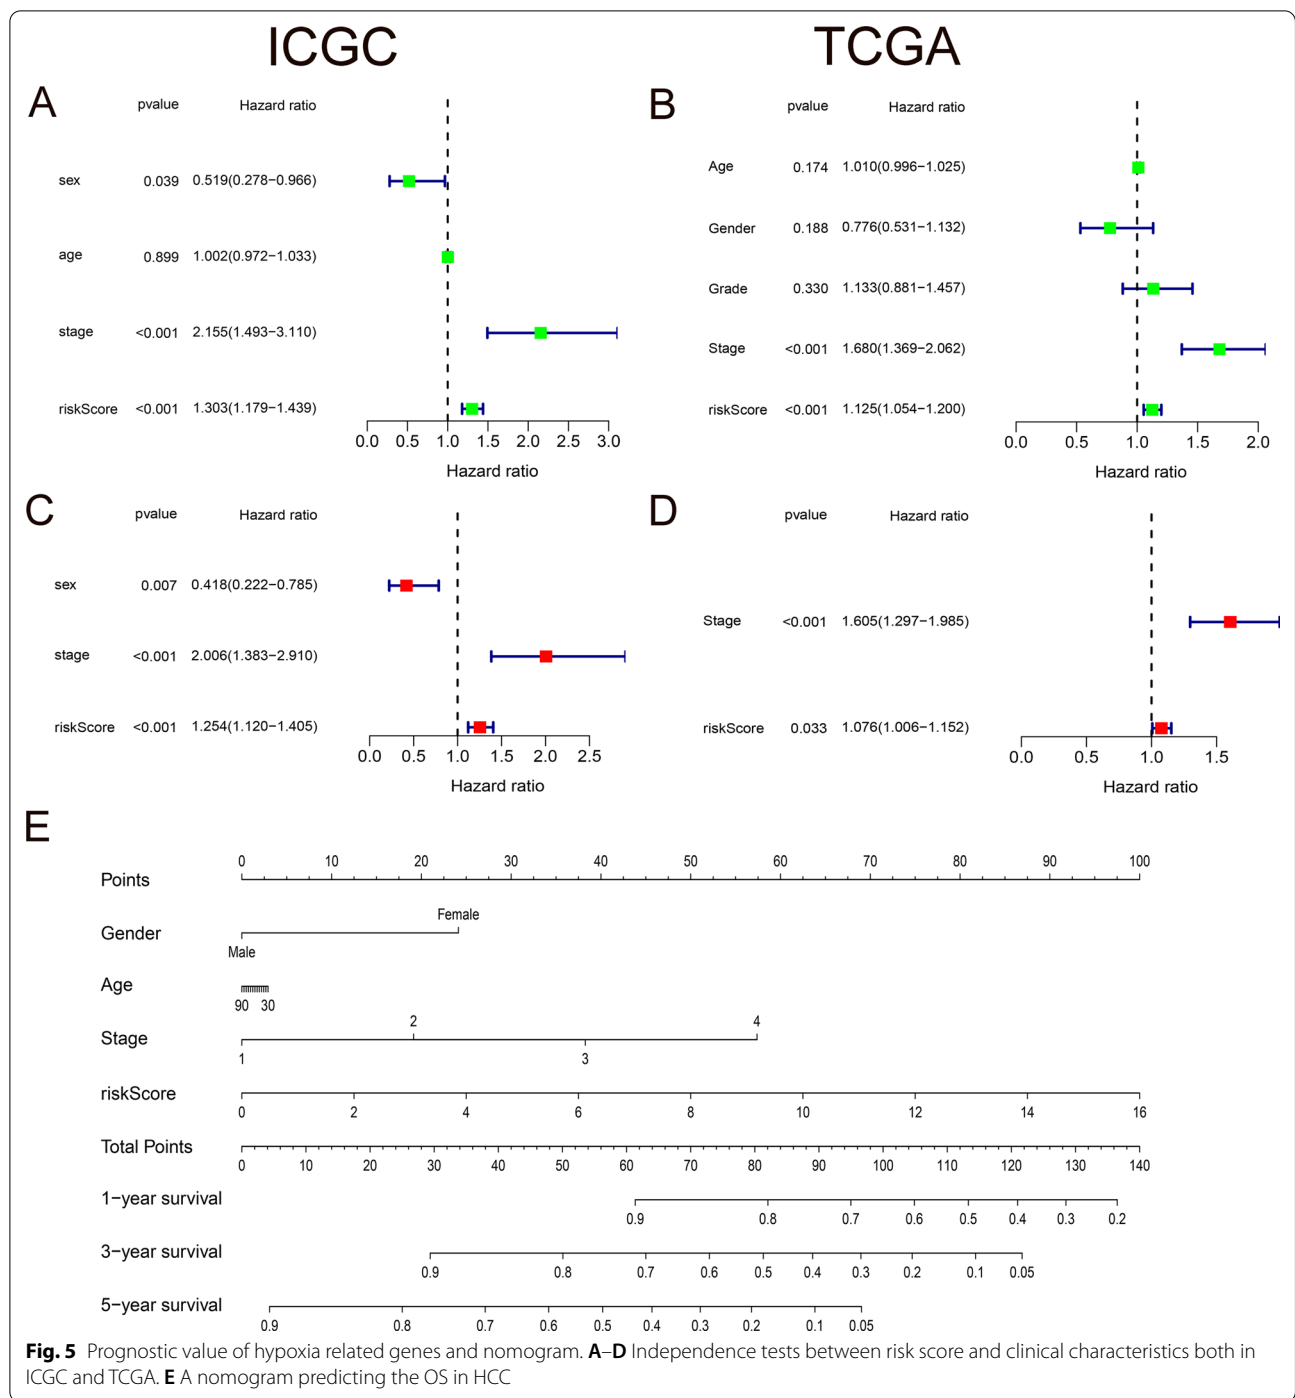 ICGC
TCGA
A
pvalue Hazard ratio
sex 0.039 0.519(0.278−0.966)
age 0.899 1.002(0.972−1.033)
stage <0.001 2.155(1.493−3.110)
riskScore <0.001 1.303(1.179−1.439)
0.0 0.5 1.0 1.5 2.0 2.5 3.0
Hazard ratio
B
pvalue Hazard ratio
Age 0.174 1.010(0.996−1.025)
Gender 0.188 0.776(0.531−1.132)
Grade 0.330 1.133(0.881−1.457)
Stage <0.001 1.680(1.369−2.062)
riskScore <0.001 1.125(1.054−1.200)
0.0 0.5 1.0 1.5 2.0
Hazard ratio
C
pvalue Hazard ratio
sex 0.007 0.418(0.222−0.785)
stage <0.001 2.006(1.383−2.910)
riskScore <0.001 1.254(1.120−1.405)
0.0 0.5 1.0 1.5 2.0 2.5
Hazard ratio
D
pvalue Hazard ratio
Stage <0.001 1.605(1.297−1.985)
riskScore 0.033 1.076(1.006−1.152)
0.0 0.5 1.0 1.5
Hazard ratio
E
0 10 20 30 40 50 60 70 80 90 100
Points
Female
Gender
Male
Age
90 30
2 4
Stage
1 3
riskScore
0 2 4 6 8 10 12 14 16
Total Points
0 10 20 30 40 50 60 70 80 90 100 110 120 130 140
1−year survival
0.9 0.8 0.7 0.6 0.5 0.4 0.3 0.2
3−year survival
0.9 0.8 0.7 0.6 0.5 0.4 0.3 0.2 0.1 0.05
5−year survival
0.9 0.8 0.7 0.6 0.5 0.4 0.3 0.2 0.1 0.05
Fig. 5 Prognostic value of hypoxia related genes and nomogram. A–D Independence tests between risk score and clinical characteristics both in
ICGC and TCGA. E A nomogram predicting the OS in HCC